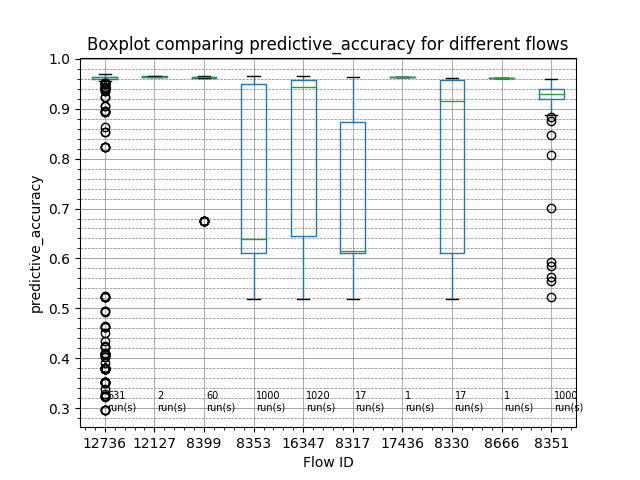 Boxplot comparing predictive_accuracy for different flows
predictive_accuracy
1.0
0.9
0.8
0.7
0.6
0.5
0.4
0.3
631 2 60 1000 1020 17 1 17 1 1000
run(s) run(s) run(s) run(s) run(s) run(s) run(s) run(s) run(s) run(s)
12736 12127 8399 8353 16347 8317 17436 8330 8666 8351
Flow ID